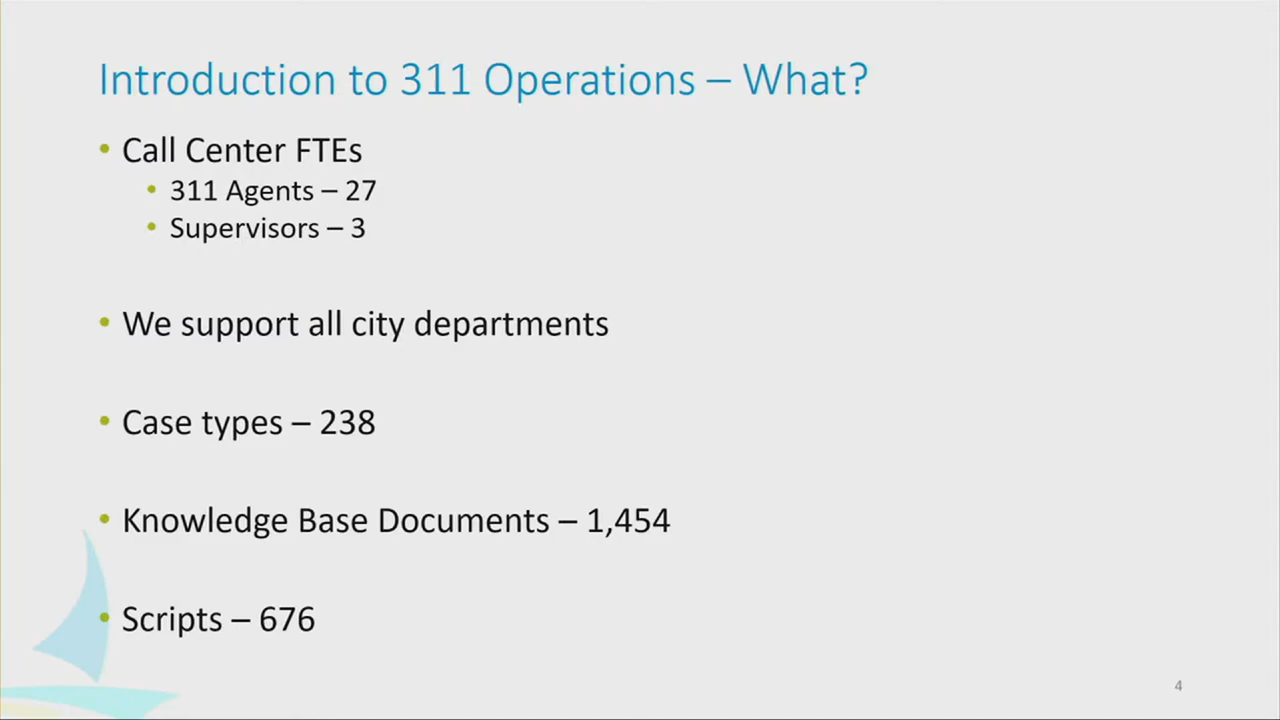 Introduction to 311 Operations – What?
• Call Center FTEs
• 311 Agents – 27
• Supervisors – 3
• We support all city departments
• Case types – 238
• Knowledge Base Documents – 1,454
• Scripts – 676
4